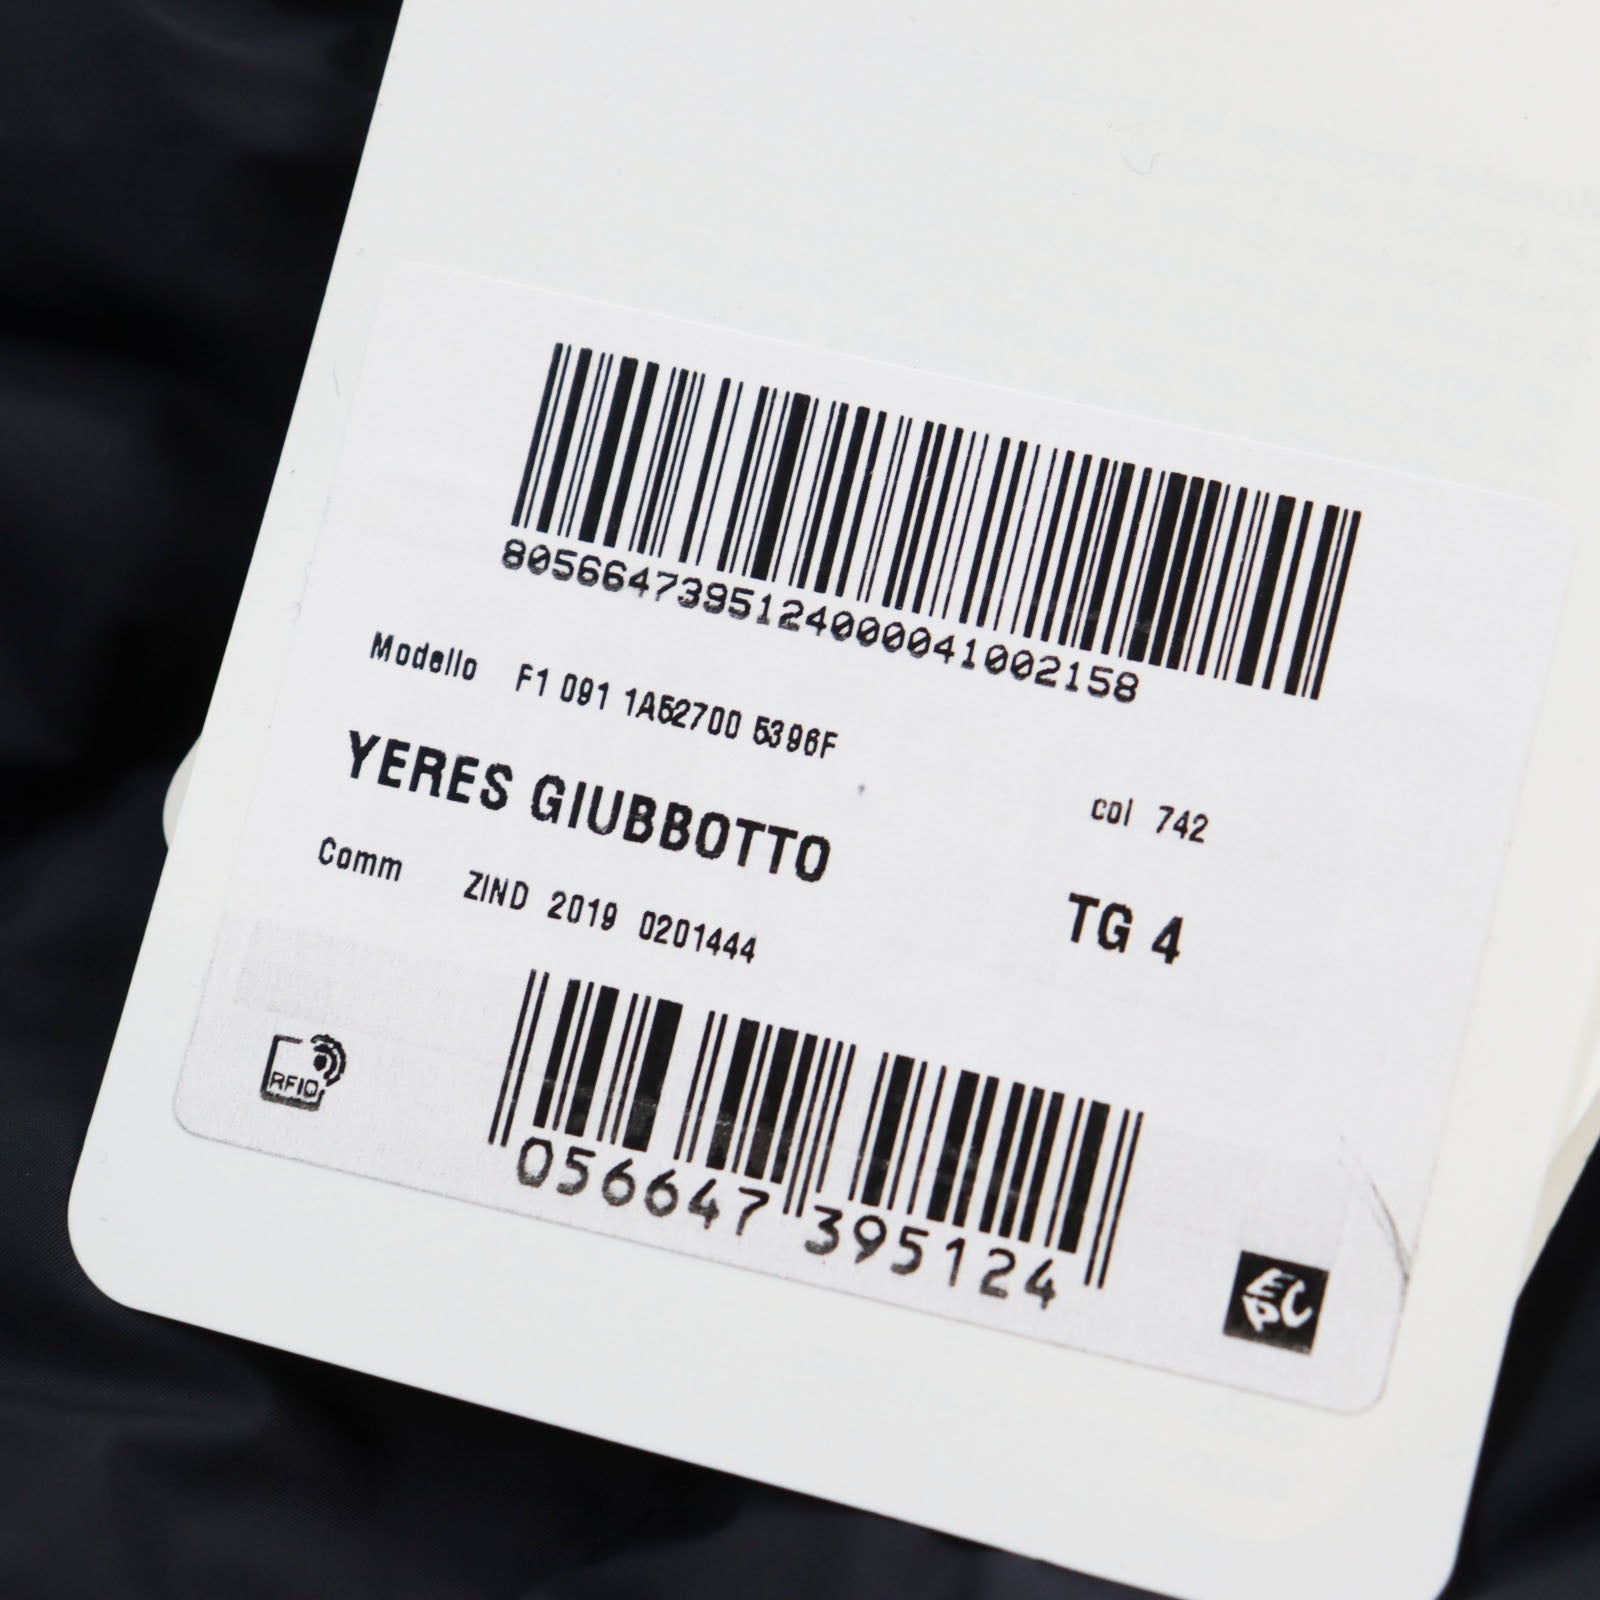 8056647395124000041002158
Modello F1 091 1A52700 5396F
YERES GIUBBOTTO
col 742
Comm ZIND 2019 0201444
TG 4
RFID
056647 395124
EPC